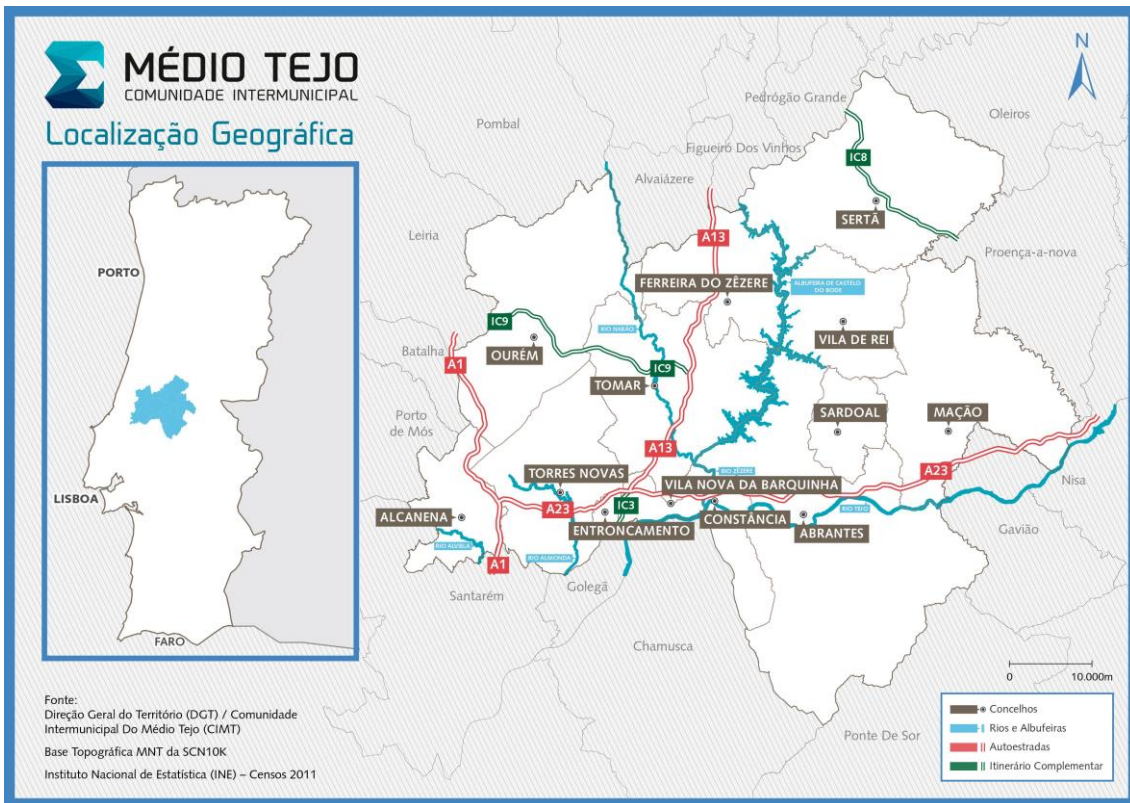 MÉDIO TEJO
COMUNIDADE INTERMUNICIPAL
Localização Geográfica
PORTO
LISBOA
FARO
Fonte:
Direção Geral do Território (DGT) / Comunidade
Intermunicipal Do Médio Tejo (CIMT)
Base Topográfica MNT da SCN10K
Instituto Nacional de Estatística (INE) – Censos 2011
N
Pedrógão Grande
Oleiros
Pombal
IC8
Figueiró Dos Vinhos
Alvaiázere
SERTÃ
Leiria
A13
Proença-a-nova
FERREIRA DO ZÊZERE
ALBUFEIRA DE CASTELO
DO BODE
IC9
RIO NABÃO
VILA DE REI
Batalha
OURÉM
A1
IC9
TOMAR
Porto
de Mós
SARDOAL
MAÇÃO
A13
TORRES NOVAS
RIO ZÊZERE
A23
VILA NOVA DA BARQUINHA
Nisa
IC3
A23
RIO TEJO
ALCANENA
CONSTÂNCIA
ENTRONCAMENTO
ABRANTES
Gavião
RIO ALVIELA
RIO ALMONDA
A1
Golegã
Santarém
Chamusca
0 10.000m
Ponte De Sor
Concelhos
Rios e Albufeiras
Autoestradas
Itinerário Complementar